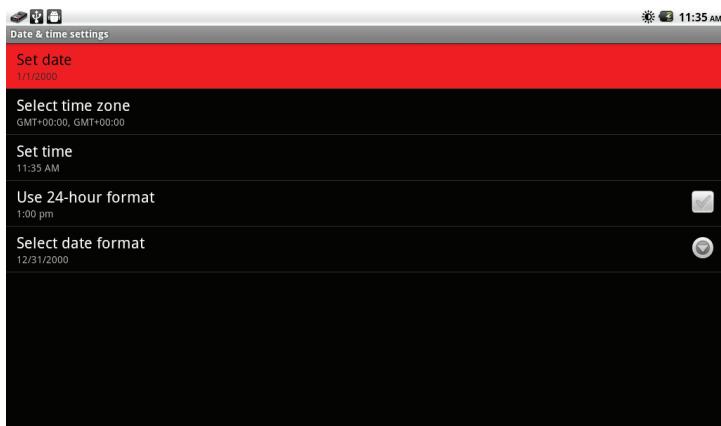 11:35 AM
Date & time settings
Set date
1/1/2000
Select time zone
GMT+00:00, GMT+00:00
Set time
11:35 AM
Use 24-hour format
1:00 pm
Select date format
12/31/2000